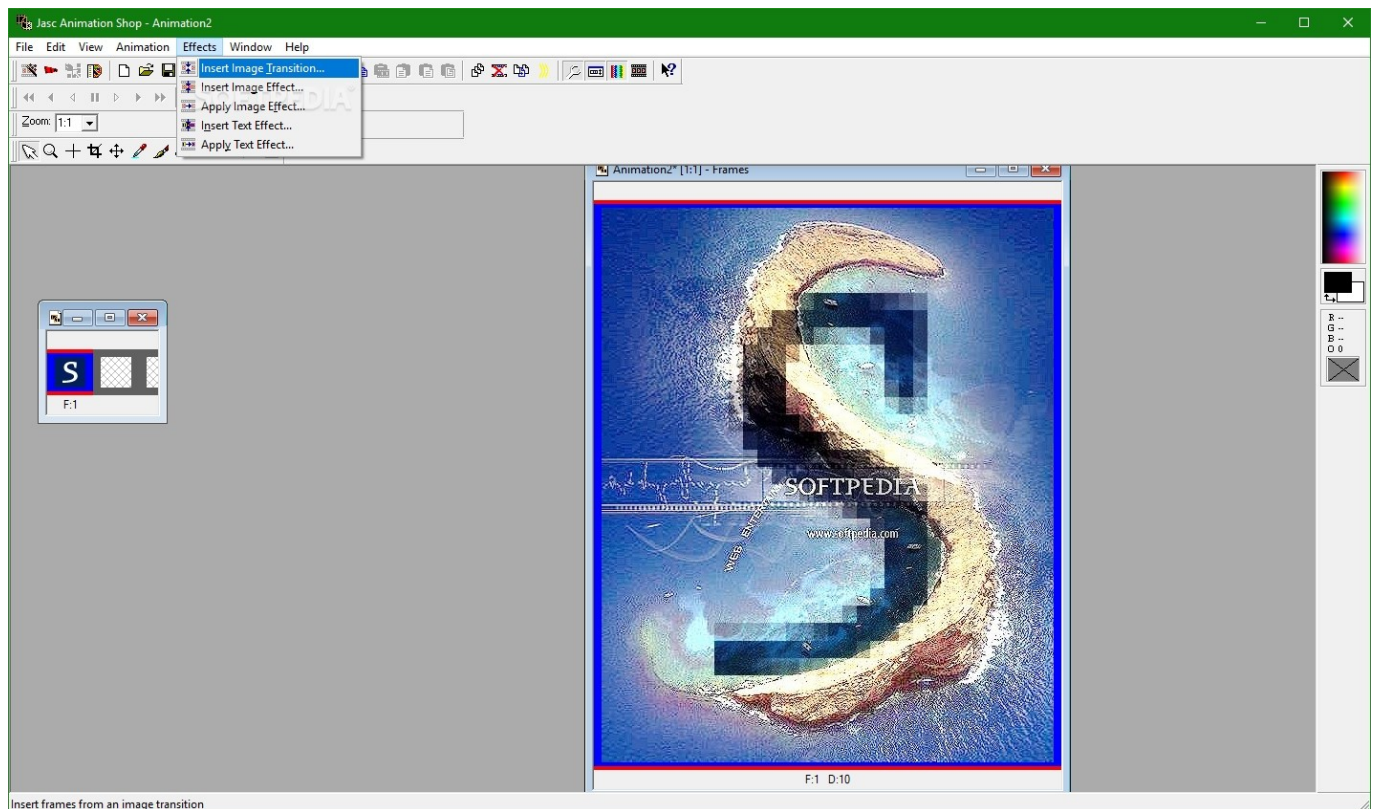 Jasc Animation Shop - Animation2
File Edit View Animation Effects Window Help
Insert Image Transition...
Insert Image Effect...
Apply Image Effect...
Insert Text Effect...
Apply Text Effect...
SOFTPEDIA
Zoom: 1:1
Animation2* [1:1] - Frames
S
F:1
SOFTPEDIA
www.softpedia.com
WEB
F:1 D:10
R --
G --
B --
O 0
Insert frames from an image transition